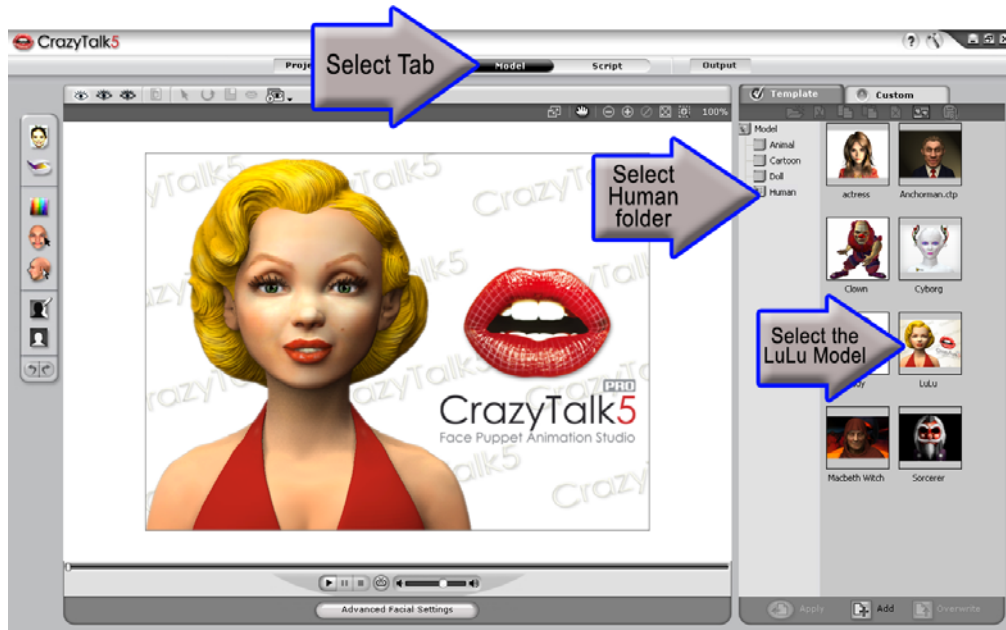 CrazyTalk5
Select Tab
Model
Script
Output
100%
Template
Custom
Model
Animal
Cartoon
Doll
Human
Select
Human
folder
actress
Anchorman.ctp
Clown
Cyborg
Select the
LuLu Model
LuLu
Macbeth Witch
Sorcerer
PRO
CrazyTalk5
Face Puppet Animation Studio
Advanced Facial Settings
Apply
Add
Overwrite